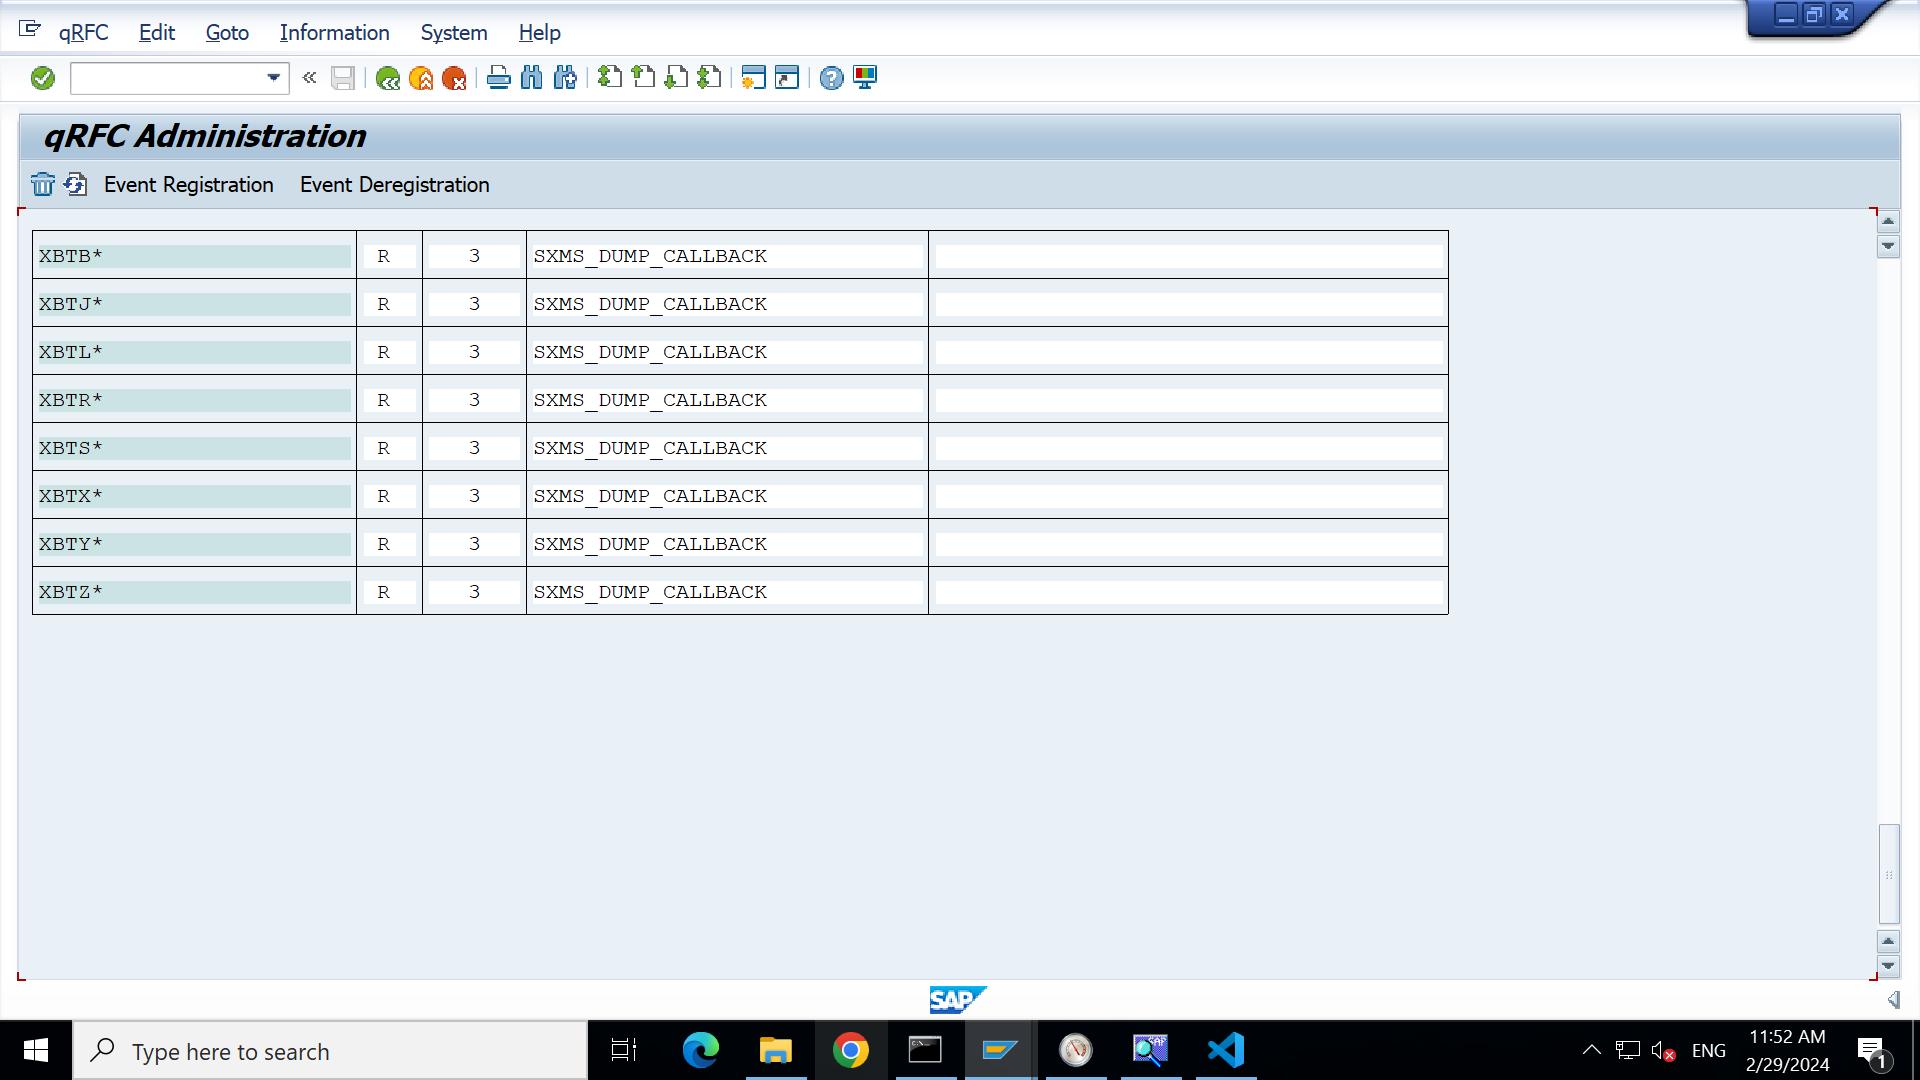 qRFC Edit Goto Information System Help
qRFC Administration
Event Registration Event Deregistration
XBTB* R 3 SXMS_DUMP_CALLBACK
XBTJ* R 3 SXMS_DUMP_CALLBACK
XBTL* R 3 SXMS_DUMP_CALLBACK
XBTR* R 3 SXMS_DUMP_CALLBACK
XBTS* R 3 SXMS_DUMP_CALLBACK
XBTX* R 3 SXMS_DUMP_CALLBACK
XBTY* R 3 SXMS_DUMP_CALLBACK
XBTZ* R 3 SXMS_DUMP_CALLBACK
SAP
Type here to search
ENG
11:52 AM
2/29/2024
1